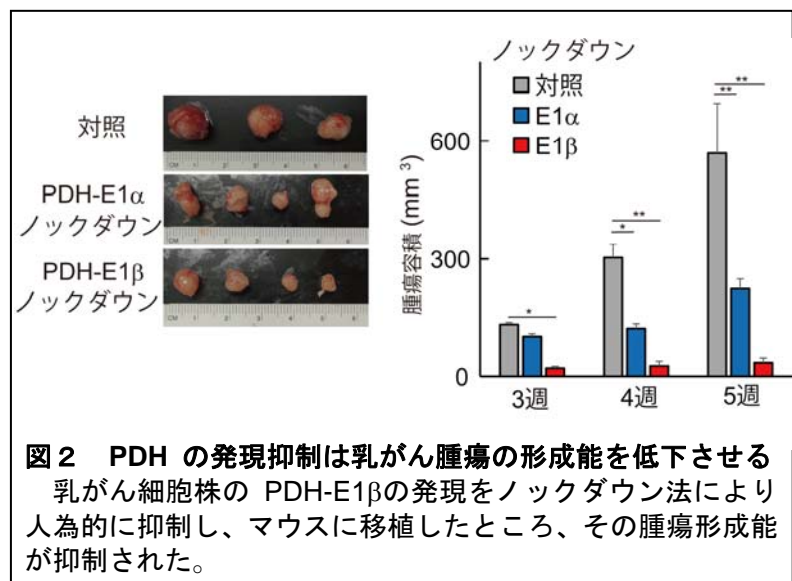 対照
PDH-E1α
ノックダウン
PDH-E1β
ノックダウン
ノックダウン
対照
E1α
E1β
腫瘍容積 (mm³)
600
300
0
*
*
**
**
**
3週
4週
5週
図２ PDH の発現抑制は乳がん腫瘍の形成能を低下させる
乳がん細胞株の PDH-E1βの発現をノックダウン法により
人為的に抑制し、マウスに移植したところ、その腫瘍形成能
が抑制された。